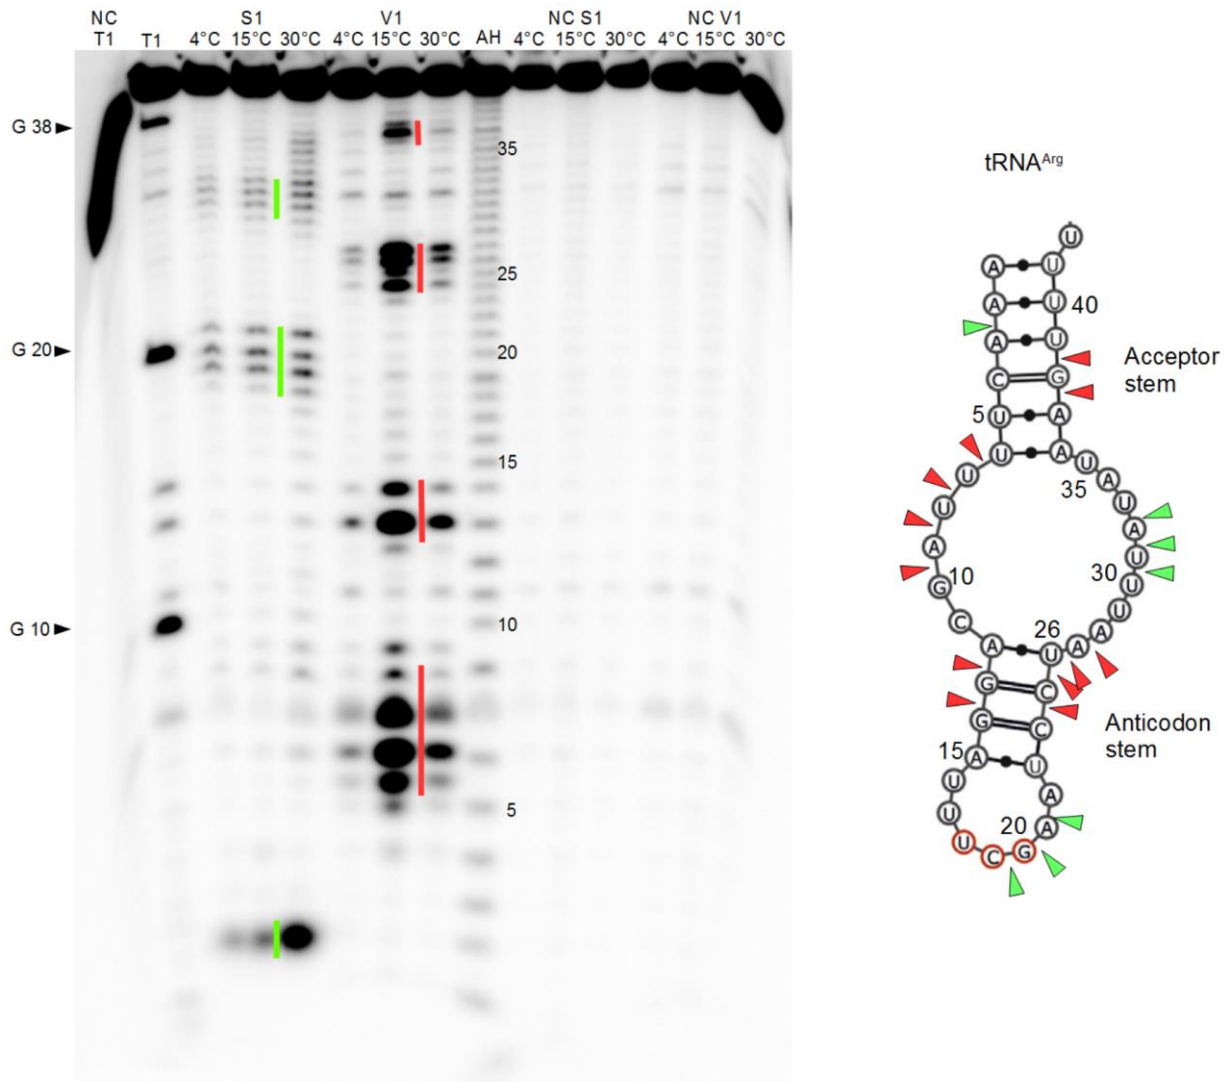 NC S1 V1 NC S1 NC V1
T1 T1 4°C 15°C 30°C 4°C 15°C 30°C AH 4°C 15°C 30°C 4°C 15°C 30°C
G 38
35
25
G 20
20
15
G 10
10
5
tRNAArg
U
A U
A U 40
A U
Acceptor
stem
C G
5 U A
U A U
U A
35
U U
A
A U
G 10 30 U
U
C 26 A
A U A
G C
G C
Anticodon
stem
15 A U
U A
U 20 A
U C G